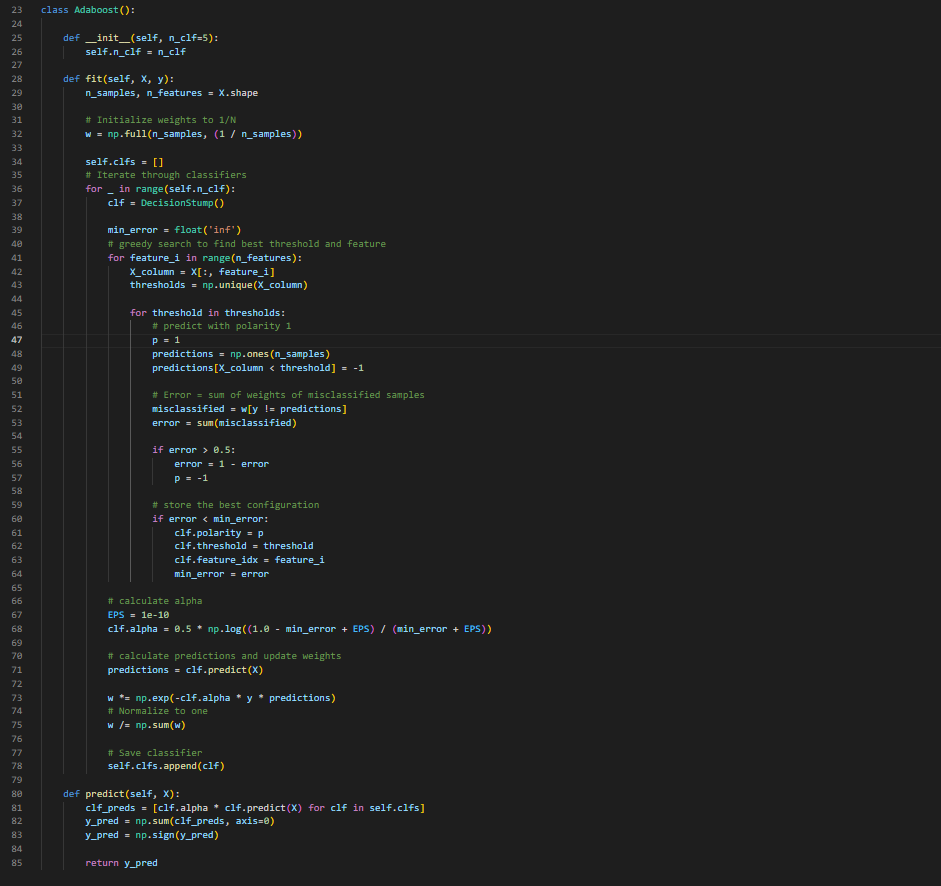 23 class Adaboost():
24
25     def __init__(self, n_clf=5):
26         self.n_clf = n_clf
27
28     def fit(self, X, y):
29         n_samples, n_features = X.shape
30
31         # Initialize weights to 1/N
32         w = np.full(n_samples, (1 / n_samples))
33
34         self.clfs = []
35         # Iterate through classifiers
36         for _ in range(self.n_clf):
37             clf = DecisionStump()
38
39             min_error = float('inf')
40             # greedy search to find best threshold and feature
41             for feature_i in range(n_features):
42                 X_column = X[:, feature_i]
43                 thresholds = np.unique(X_column)
44
45                 for threshold in thresholds:
46                     # predict with polarity 1
47                     p = 1
48                     predictions = np.ones(n_samples)
49                     predictions[X_column < threshold] = -1
50
51                     # Error = sum of weights of misclassified samples
52                     misclassified = w[y != predictions]
53                     error = sum(misclassified)
54
55                     if error > 0.5:
56                         error = 1 - error
57                         p = -1
58
59                     # store the best configuration
60                     if error < min_error:
61                         clf.polarity = p
62                         clf.threshold = threshold
63                         clf.feature_idx = feature_i
64                         min_error = error
65
66             # calculate alpha
67             EPS = 1e-10
68             clf.alpha = 0.5 * np.log((1.0 - min_error + EPS) / (min_error + EPS))
69
70             # calculate predictions and update weights
71             predictions = clf.predict(X)
72
73             w *= np.exp(-clf.alpha * y * predictions)
74             # Normalize to one
75             w /= np.sum(w)
76
77             # Save classifier
78             self.clfs.append(clf)
79
80     def predict(self, X):
81         clf_preds = [clf.alpha * clf.predict(X) for clf in self.clfs]
82         y_pred = np.sum(clf_preds, axis=0)
83         y_pred = np.sign(y_pred)
84
85         return y_pred